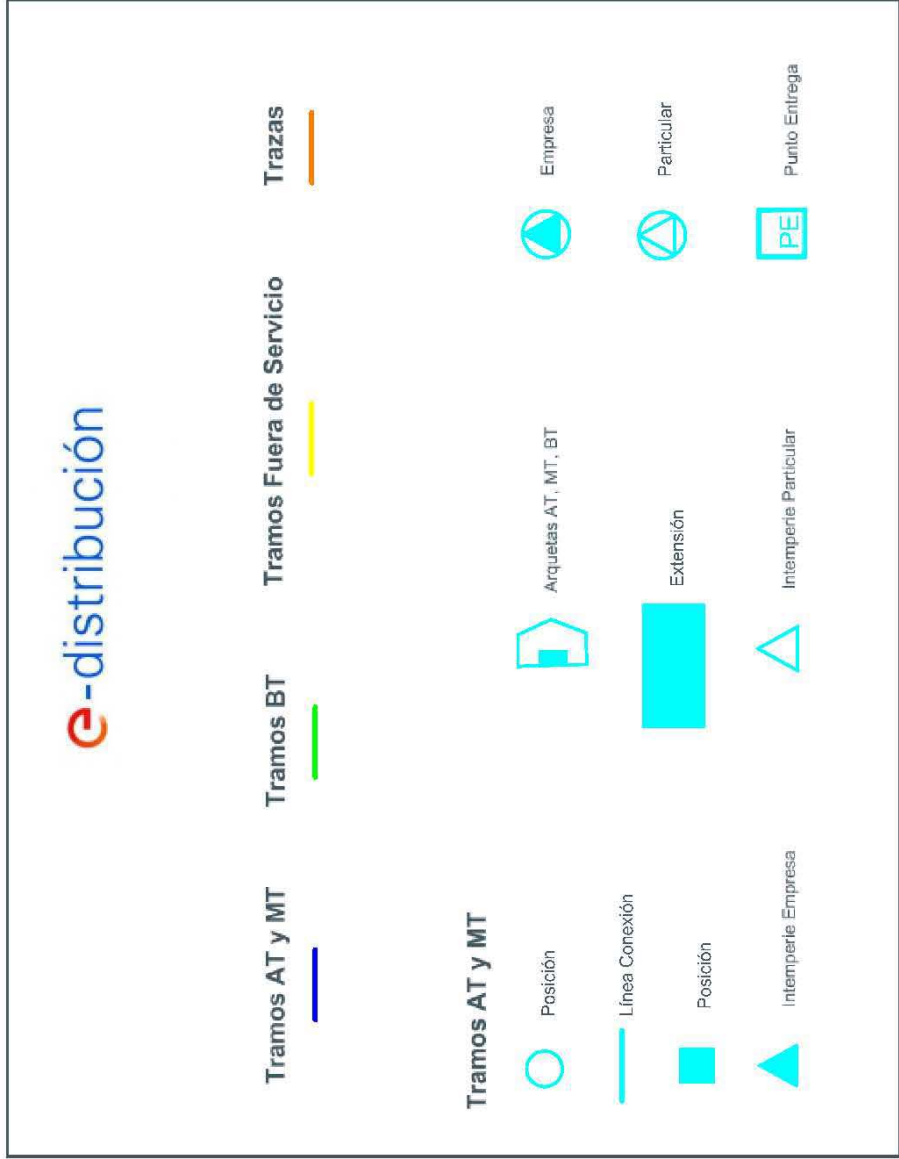 e-distribución
Tramos AT y MT
Tramos BT
Tramos Fuera de Servicio
Trazas
Tramos AT y MT
Posición
Arquetas AT, MT, BT
Empresa
Línea Conexión
Posición
Extensión
Particular
Intemperie Empresa
Intemperie Particular
PE
Punto Entrega